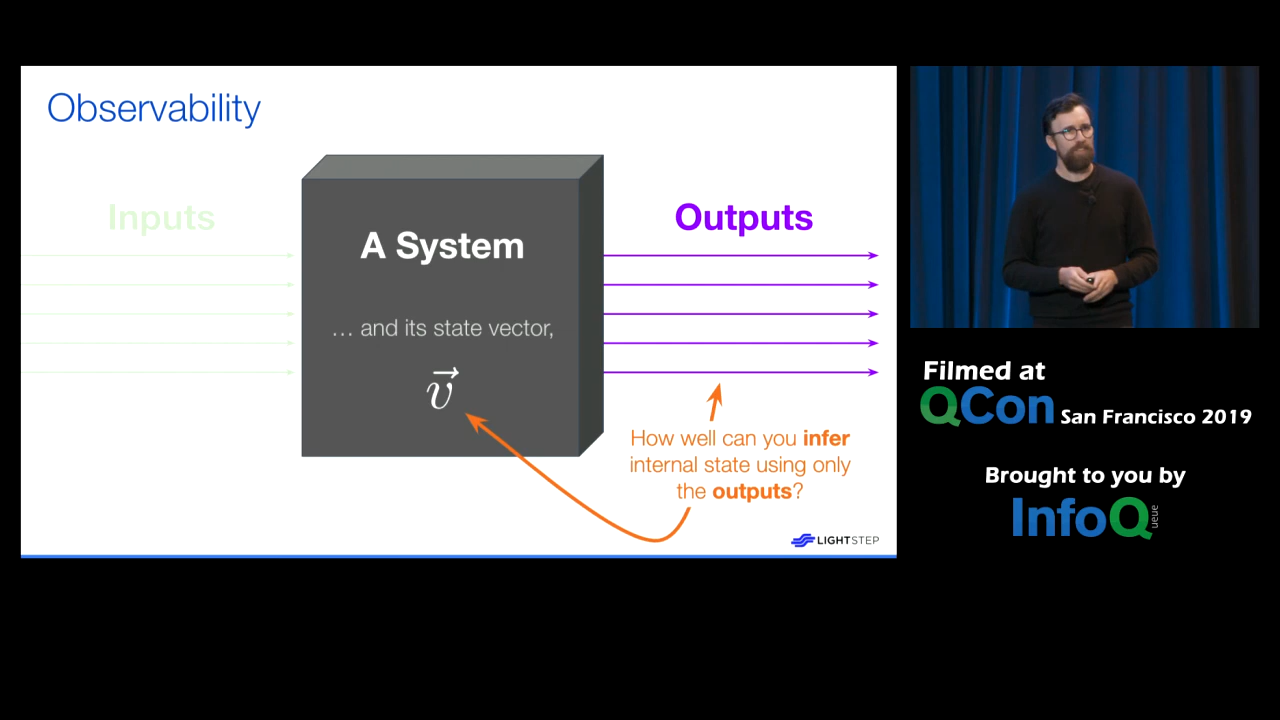 Observability
Inputs
A System
… and its state vector,
v⃗
Outputs
How well can you infer
internal state using only
the outputs?
LIGHTSTEP
Filmed at
QCon San Francisco 2019
Brought to you by
InfoQ
ueue